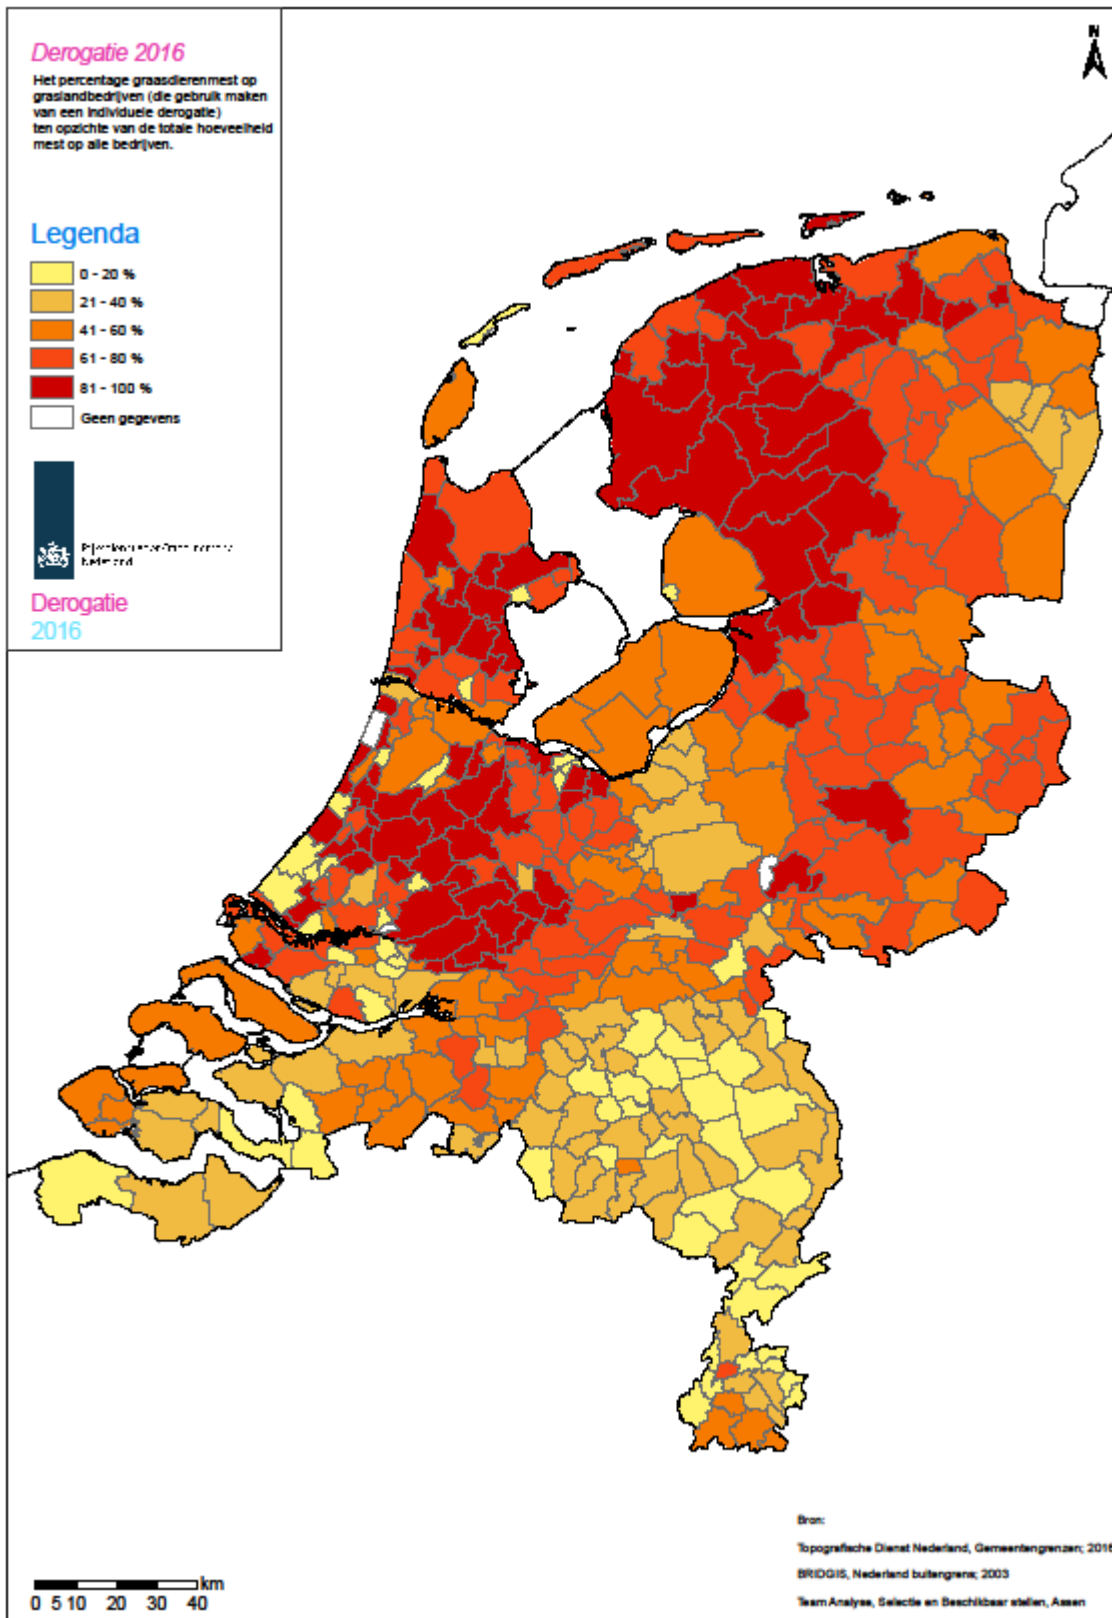 N
Derogatie 2016
Het percentage graasdierenmest op
graslandbedrijven (die gebruik maken
van een individuele derogatie)
ten opzichte van de totale hoeveelheid
mest op alle bedrijven.
Legenda
0 - 20 %
21 - 40 %
41 - 60 %
61 - 80 %
81 - 100 %
Geen gegevens
Derogatie
2016
Bron:
Topografische Dienst Nederland, Gemeentengrenzen; 2016
BRIDGIS, Nederland buitengrens; 2003
Team Analyse, Selectie en Beschikbaar stellen, Assen
km
0 5 10 20 30 40